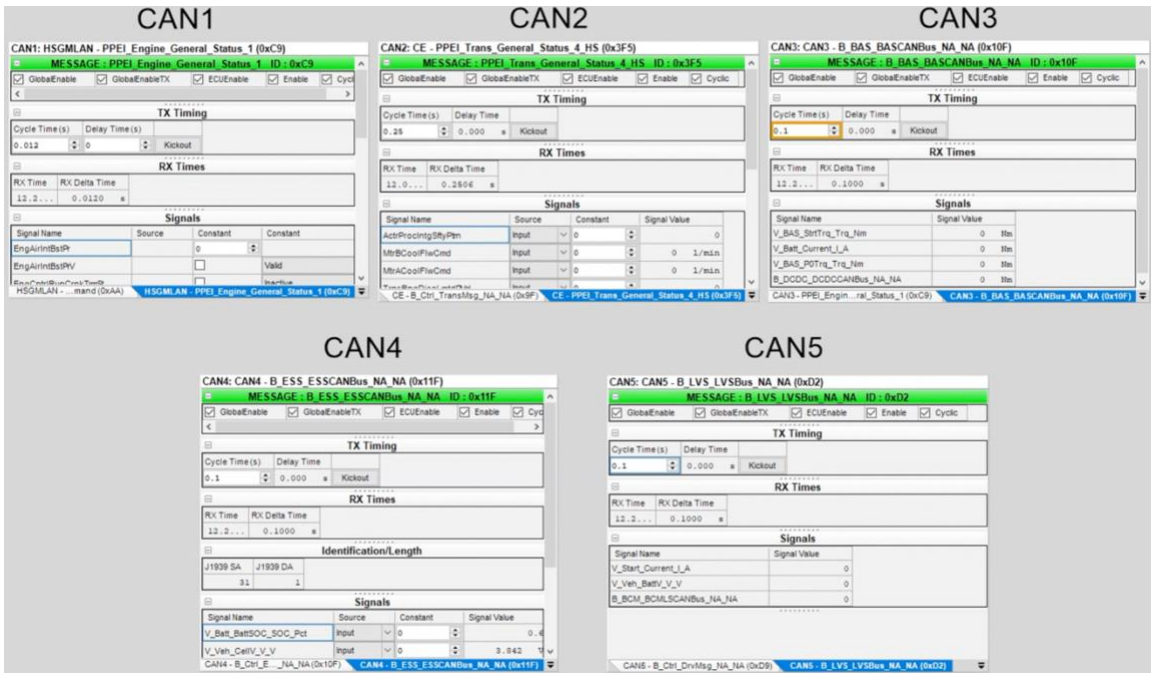 CAN1
CAN2
CAN3
CAN1: HSGMLAN - PPEI_Engine_General_Status_1 (0xC9)
MESSAGE : PPEI_Engine_General_Status_1 ID : 0xC9
GlobalEnable GlobalEnableTX ECUEnable Enable Cycl
TX Timing
Cycle Time (s) Delay Time (s)
0.012 0 Kickout
RX Times
RX Time RX Delta Time
12.2... 0.0120 s
Signals
Signal Name Source Constant Constant
EngAirIntBstPr 0
EngAirIntBstPrV Valid
HSGMLAN - ...mand (0xAA) HSGMLAN - PPEI_Engine_General_Status_1 (0xC9)
CAN2: CE - PPEI_Trans_General_Status_4_HS (0x3F5)
MESSAGE : PPEI_Trans_General_Status_4_HS ID : 0x3F5
GlobalEnable GlobalEnableTX ECUEnable Enable Cyclic
TX Timing
Cycle Time (s) Delay Time
0.25 0.000 s Kickout
RX Times
RX Time RX Delta Time
12.0... 0.2506 s
Signals
Signal Name Source Constant Signal Value
ActrProcIntgSftyPtn Input 0 0
MtrBCoolFlwCmd Input 0 0 1/min
MtrACoolFlwCmd Input 0 0 1/min
CE - B_Ctrl_TransMsg_NA_NA (0x9F) CE - PPEI_Trans_General_Status_4_HS (0x3F5)
CAN3: CAN3 - B_BAS_BASCANBus_NA_NA (0x10F)
MESSAGE : B_BAS_BASCANBus_NA_NA ID : 0x10F
GlobalEnable GlobalEnableTX ECUEnable Enable Cyclic
TX Timing
Cycle Time (s) Delay Time
0.1 0.000 s Kickout
RX Times
RX Time RX Delta Time
12.2... 0.1000 s
Signals
Signal Name Signal Value
V_BAS_StrtTrq_Trq_Nm 0 Nm
V_Batt_Current_I_A 0 Nm
V_BAS_P0Trq_Trq_Nm 0 Nm
B_DCDC_DCDCCANBus_NA_NA 0 Nm
CAN3 - PPEI_Engin...ral_Status_1 (0xC9) CAN3 - B_BAS_BASCANBus_NA_NA (0x10F)
CAN4
CAN5
CAN4: CAN4 - B_ESS_ESSCANBus_NA_NA (0x11F)
MESSAGE : B_ESS_ESSCANBus_NA_NA ID : 0x11F
GlobalEnable GlobalEnableTX ECUEnable Enable Cyc
TX Timing
Cycle Time (s) Delay Time
0.1 0.000 s Kickout
RX Times
RX Time RX Delta Time
12.2... 0.1000 s
Identification/Length
J1939 SA J1939 DA
31 1
Signals
Signal Name Source Constant Signal Value
V_Batt_BattSOC_SOC_Pct Input 0
V_Veh_CellV_V_V Input 0 3.842
CAN4 - B_Ctrl_E..._NA_NA (0x10F) CAN4 - B_ESS_ESSCANBus_NA_NA (0x11F)
CAN5: CAN5 - B_LVS_LVSBus_NA_NA (0xD2)
MESSAGE : B_LVS_LVSBus_NA_NA ID : 0xD2
GlobalEnable GlobalEnableTX ECUEnable Enable Cyclic
TX Timing
Cycle Time (s) Delay Time
0.1 0.000 s Kickout
RX Times
RX Time RX Delta Time
12.2... 0.1000 s
Signals
Signal Name Signal Value
V_Start_Current_I_A 0
V_Veh_BattV_V_V 0
B_BCM_BCMLSCANBus_NA_NA 0
CAN5 - B_Ctrl_DrvMsg_NA_NA (0xD9) CAN5 - B_LVS_LVSBus_NA_NA (0xD2)